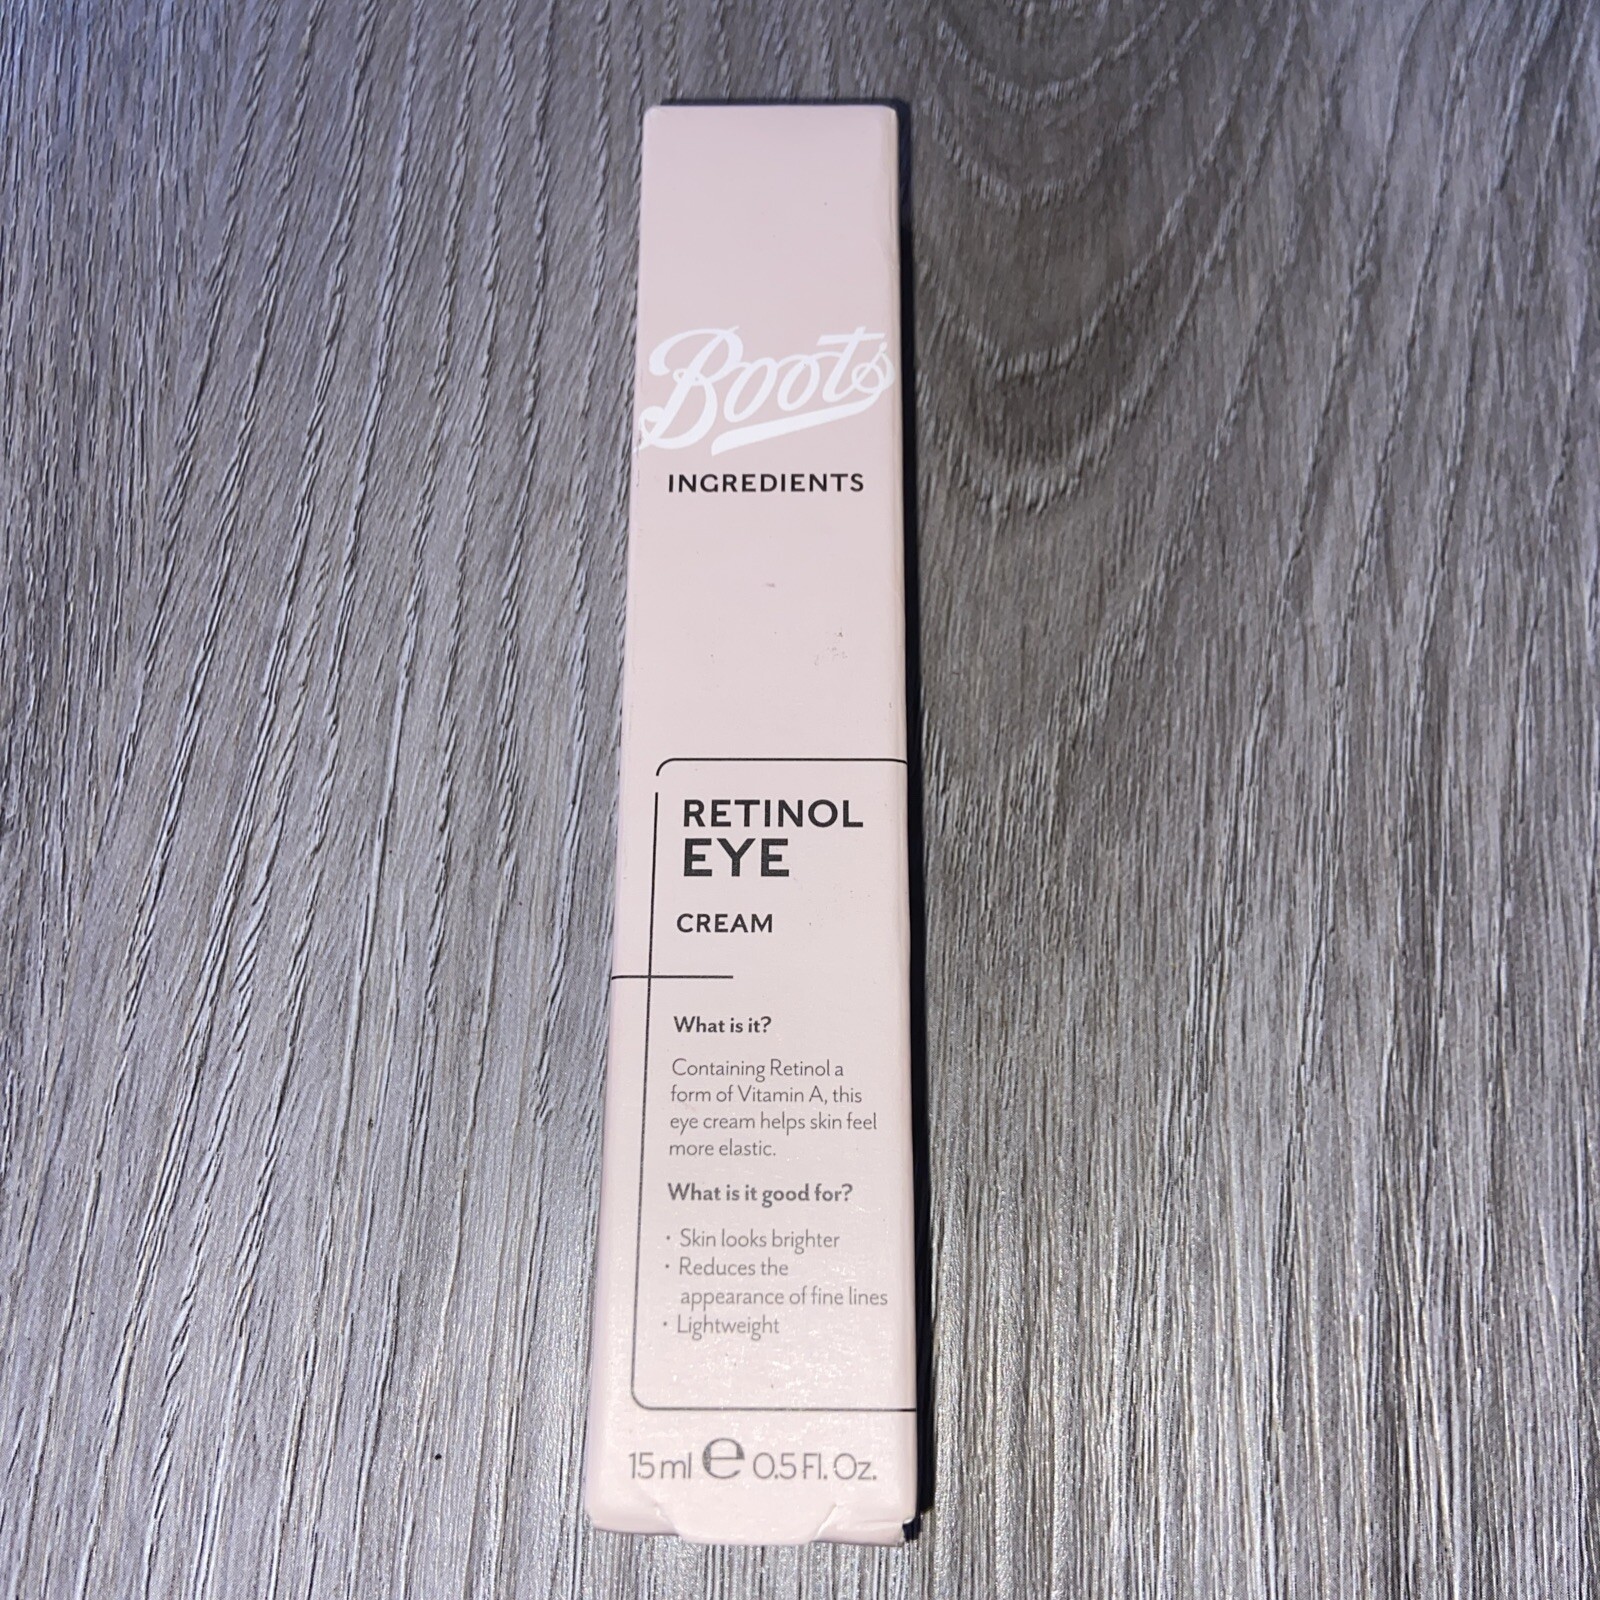 Boots
INGREDIENTS
RETINOL
EYE
CREAM
What is it?
Containing Retinol a
form of Vitamin A, this
eye cream helps skin feel
more elastic.
What is it good for?
• Skin looks brighter
• Reduces the
appearance of fine lines
• Lightweight
15 ml e 0.5 Fl. Oz.